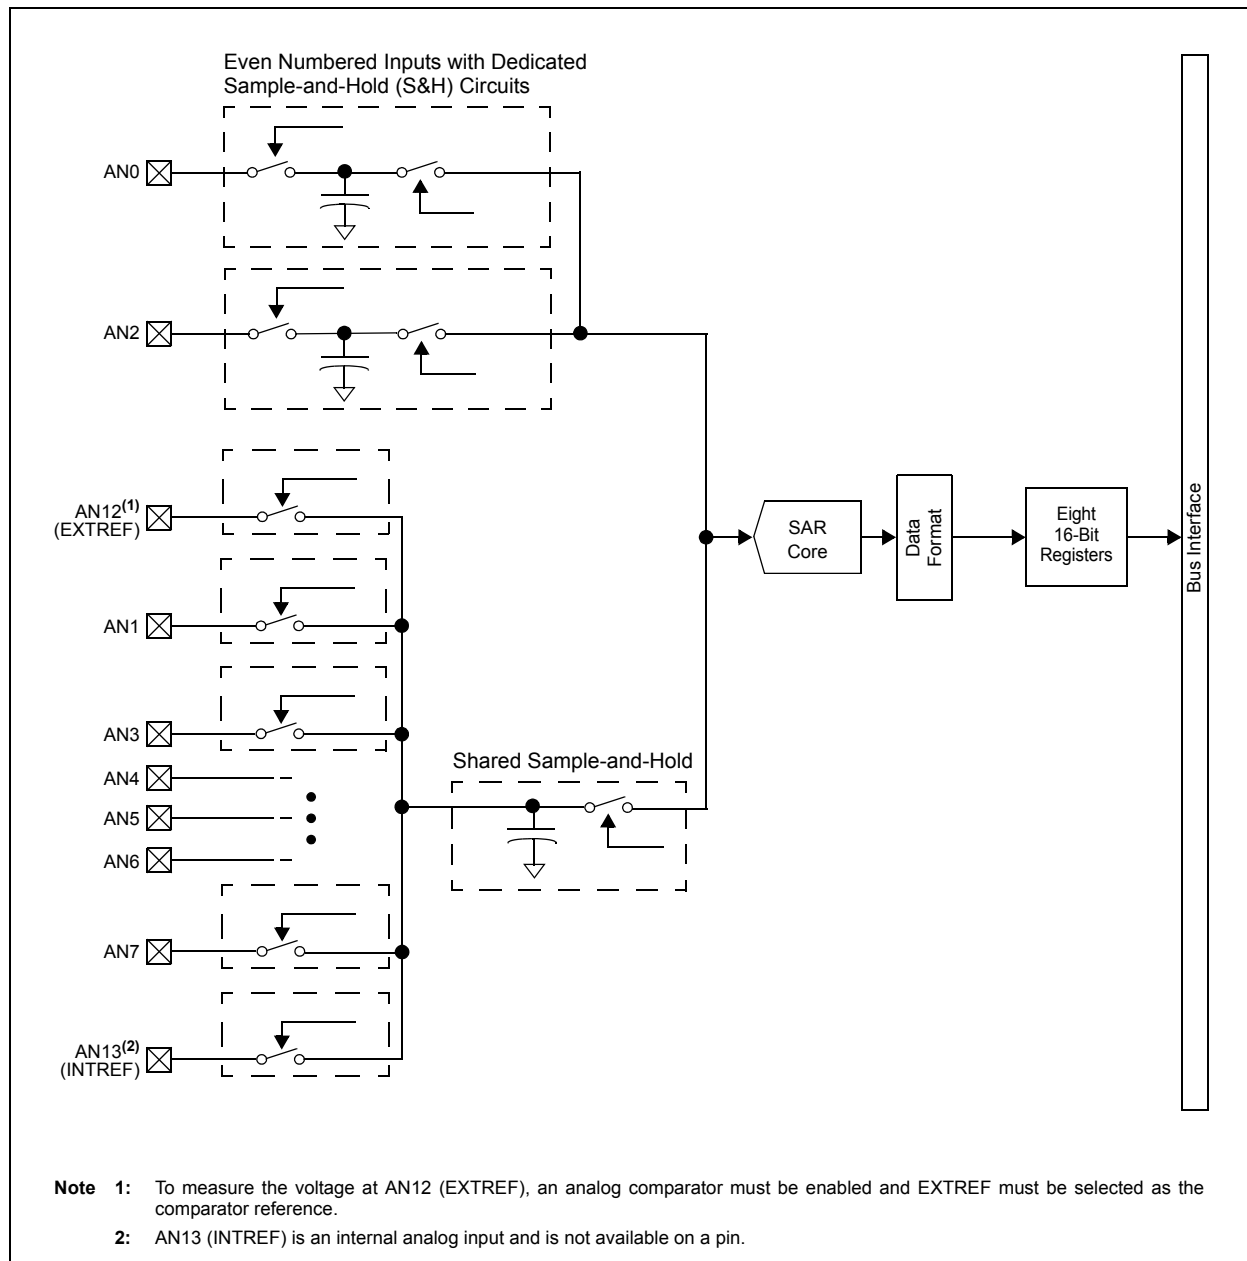 Even Numbered Inputs with Dedicated
Sample-and-Hold (S&H) Circuits
AN0
AN2
AN12(1)
(EXTREF)
AN1
AN3
AN4
AN5
AN6
AN7
AN13(2)
(INTREF)
Shared Sample-and-Hold
SAR
Core
Data
Format
Eight
16-Bit
Registers
Bus Interface
Note 1: To measure the voltage at AN12 (EXTREF), an analog comparator must be enabled and EXTREF must be selected as the
comparator reference.
2: AN13 (INTREF) is an internal analog input and is not available on a pin.